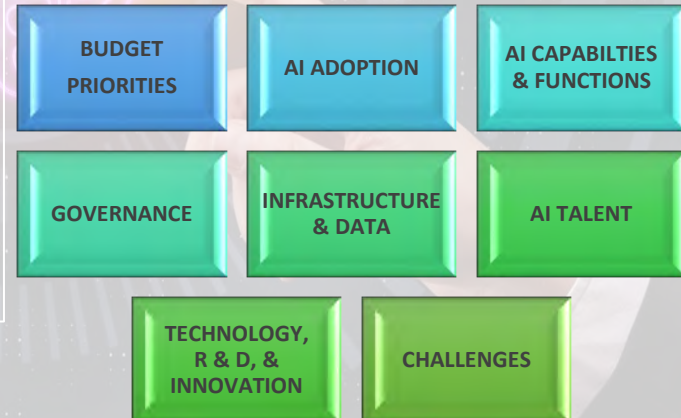 BUDGET
PRIORITIES
AI ADOPTION
AI CAPABILTIES
& FUNCTIONS
GOVERNANCE
INFRASTRUCTURE
& DATA
AI TALENT
TECHNOLOGY,
R & D, &
INNOVATION
CHALLENGES